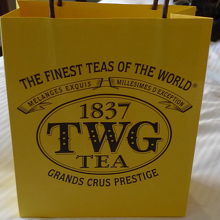 THE FINEST TEAS OF THE WORLD®
MÉLANGES EXQUIS MILLÉSIMES D'EXCEPTION
1837
TWG
TEA
GRANDS CRUS PRESTIGE